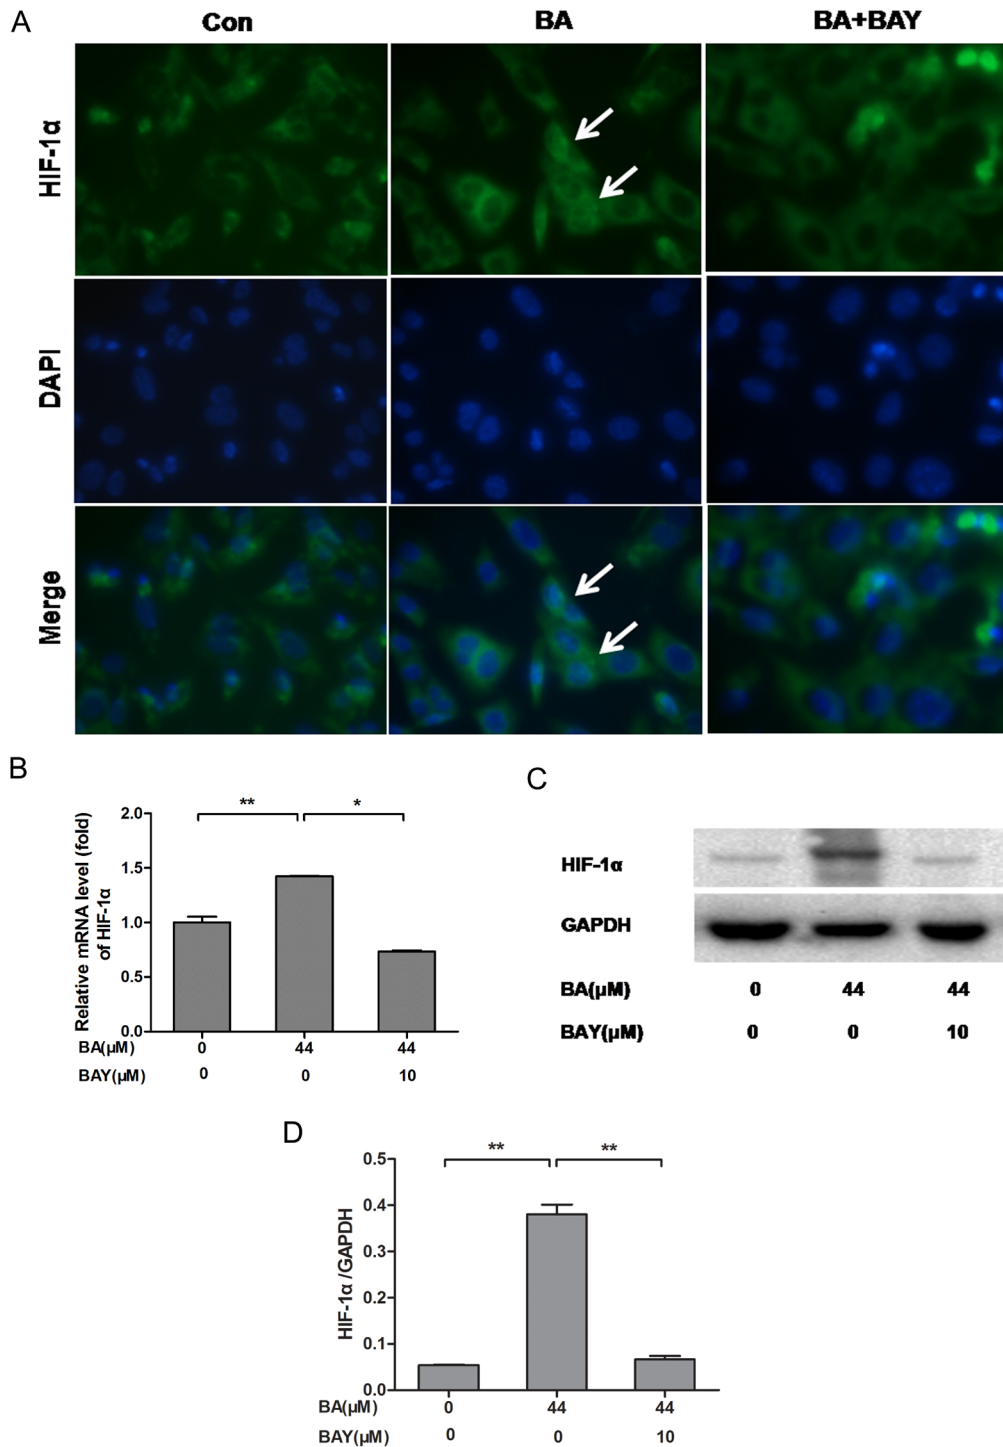 A
Con BA BA+BAY
HIF-1α
DAPI
Merge
B
** *
Relative mRNA level (fold)
of HIF-1α
2.0
1.5
1.0
0.5
0.0
BA(μM) 0 44 44
BAY(μM) 0 0 10
C
HIF-1α
GAPDH
BA(μM) 0 44 44
BAY(μM) 0 0 10
D
** **
HIF-1α /GAPDH
0.5
0.4
0.3
0.2
0.1
0.0
BA(μM) 0 44 44
BAY(μM) 0 0 10